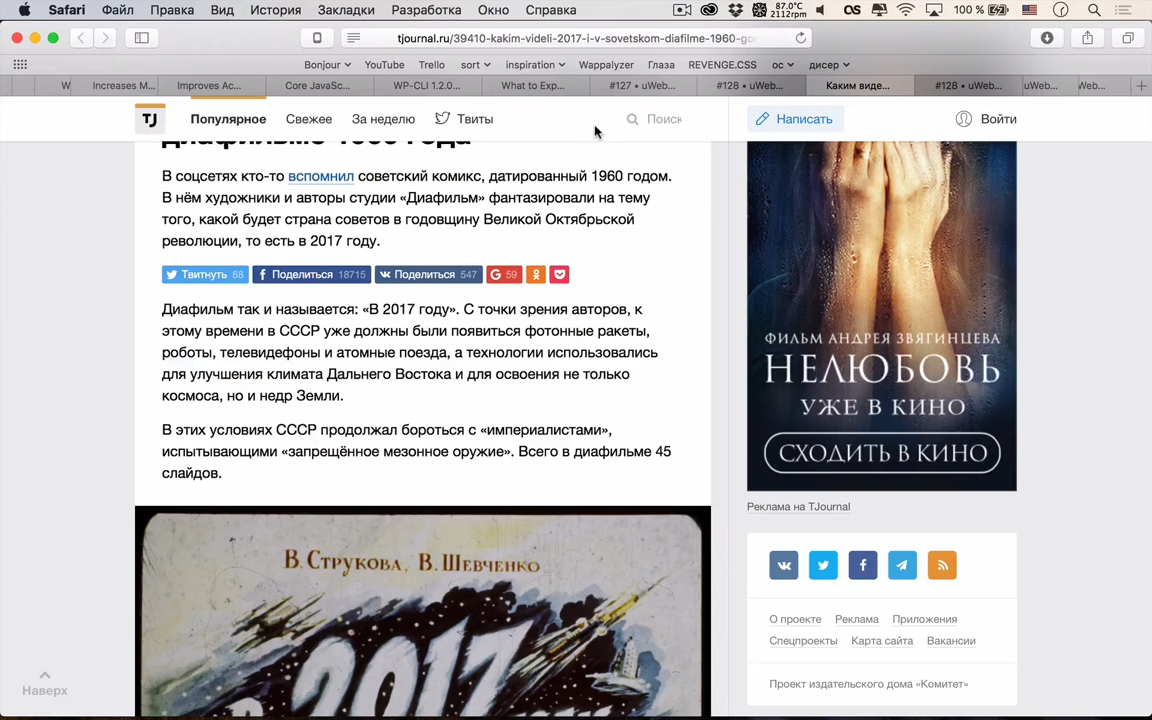 Safari Файл Правка Вид История Закладки Разработка Окно Справка 87.0°C 2112rpm 100 %
tjournal.ru/39410-kakim-videli-2017-i-v-sovetskom-diafilme-1960-go
Bonjour YouTube Trello sort inspiration Wappalyzer Глаза REVENGE.CSS ос дисер
W Increases M... Improves Ac... Core JavaSc... WP-CLI 1.2.0... What to Exp... #127 • uWeb... #128 • uWeb... Каким виде... #128 • uWeb... uWeb... Web...
TJ Популярное Свежее За неделю Твиты Поиск Написать Войти
диафильме 1960 года
В соцсетях кто-то вспомнил советский комикс, датированный 1960 годом.
В нём художники и авторы студии «Диафильм» фантазировали на тему
того, какой будет страна советов в годовщину Великой Октябрьской
революции, то есть в 2017 году.
Твитнуть 68 Поделиться 18715 Поделиться 547 59
Диафильм так и называется: «В 2017 году». С точки зрения авторов, к
этому времени в СССР уже должны были появиться фотонные ракеты,
роботы, телевидефоны и атомные поезда, а технологии использовались
для улучшения климата Дальнего Востока и для освоения не только
космоса, но и недр Земли.
В этих условиях СССР продолжал бороться с «империалистами»,
испытывающими «запрещённое мезонное оружие». Всего в диафильме 45
слайдов.
В. Струкова, В. Шевченко
2017
Наверх
ФИЛЬМ АНДРЕЯ ЗВЯГИНЦЕВА
НЕЛЮБОВЬ
УЖЕ В КИНО
СХОДИТЬ В КИНО
Реклама на TJournal
О проекте Реклама Приложения
Спецпроекты Карта сайта Вакансии
Проект издательского дома «Комитет»